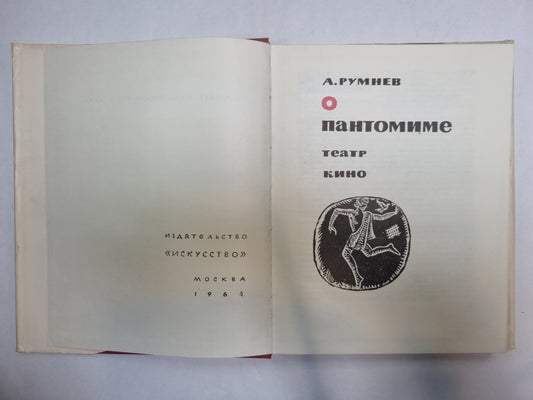 издательство
«искусство»
москва
1964
А. РУМНЕВ
О
ПАНТОМИМЕ
ТЕАТР
КИНО